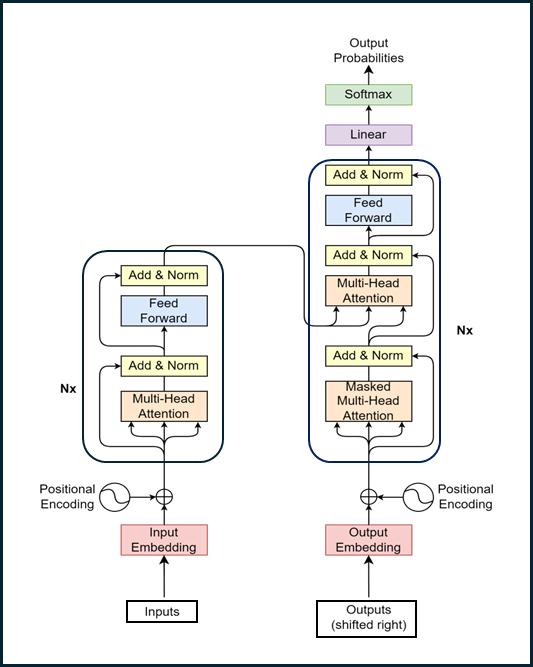 Output
Probabilities
Softmax
Linear
Add & Norm
Feed
Forward
Add & Norm
Multi-Head
Attention
Add & Norm
Masked
Multi-Head
Attention
Nx
Add & Norm
Feed
Forward
Add & Norm
Multi-Head
Attention
Nx
Positional
Encoding
Positional
Encoding
Input
Embedding
Output
Embedding
Inputs
Outputs
(shifted right)